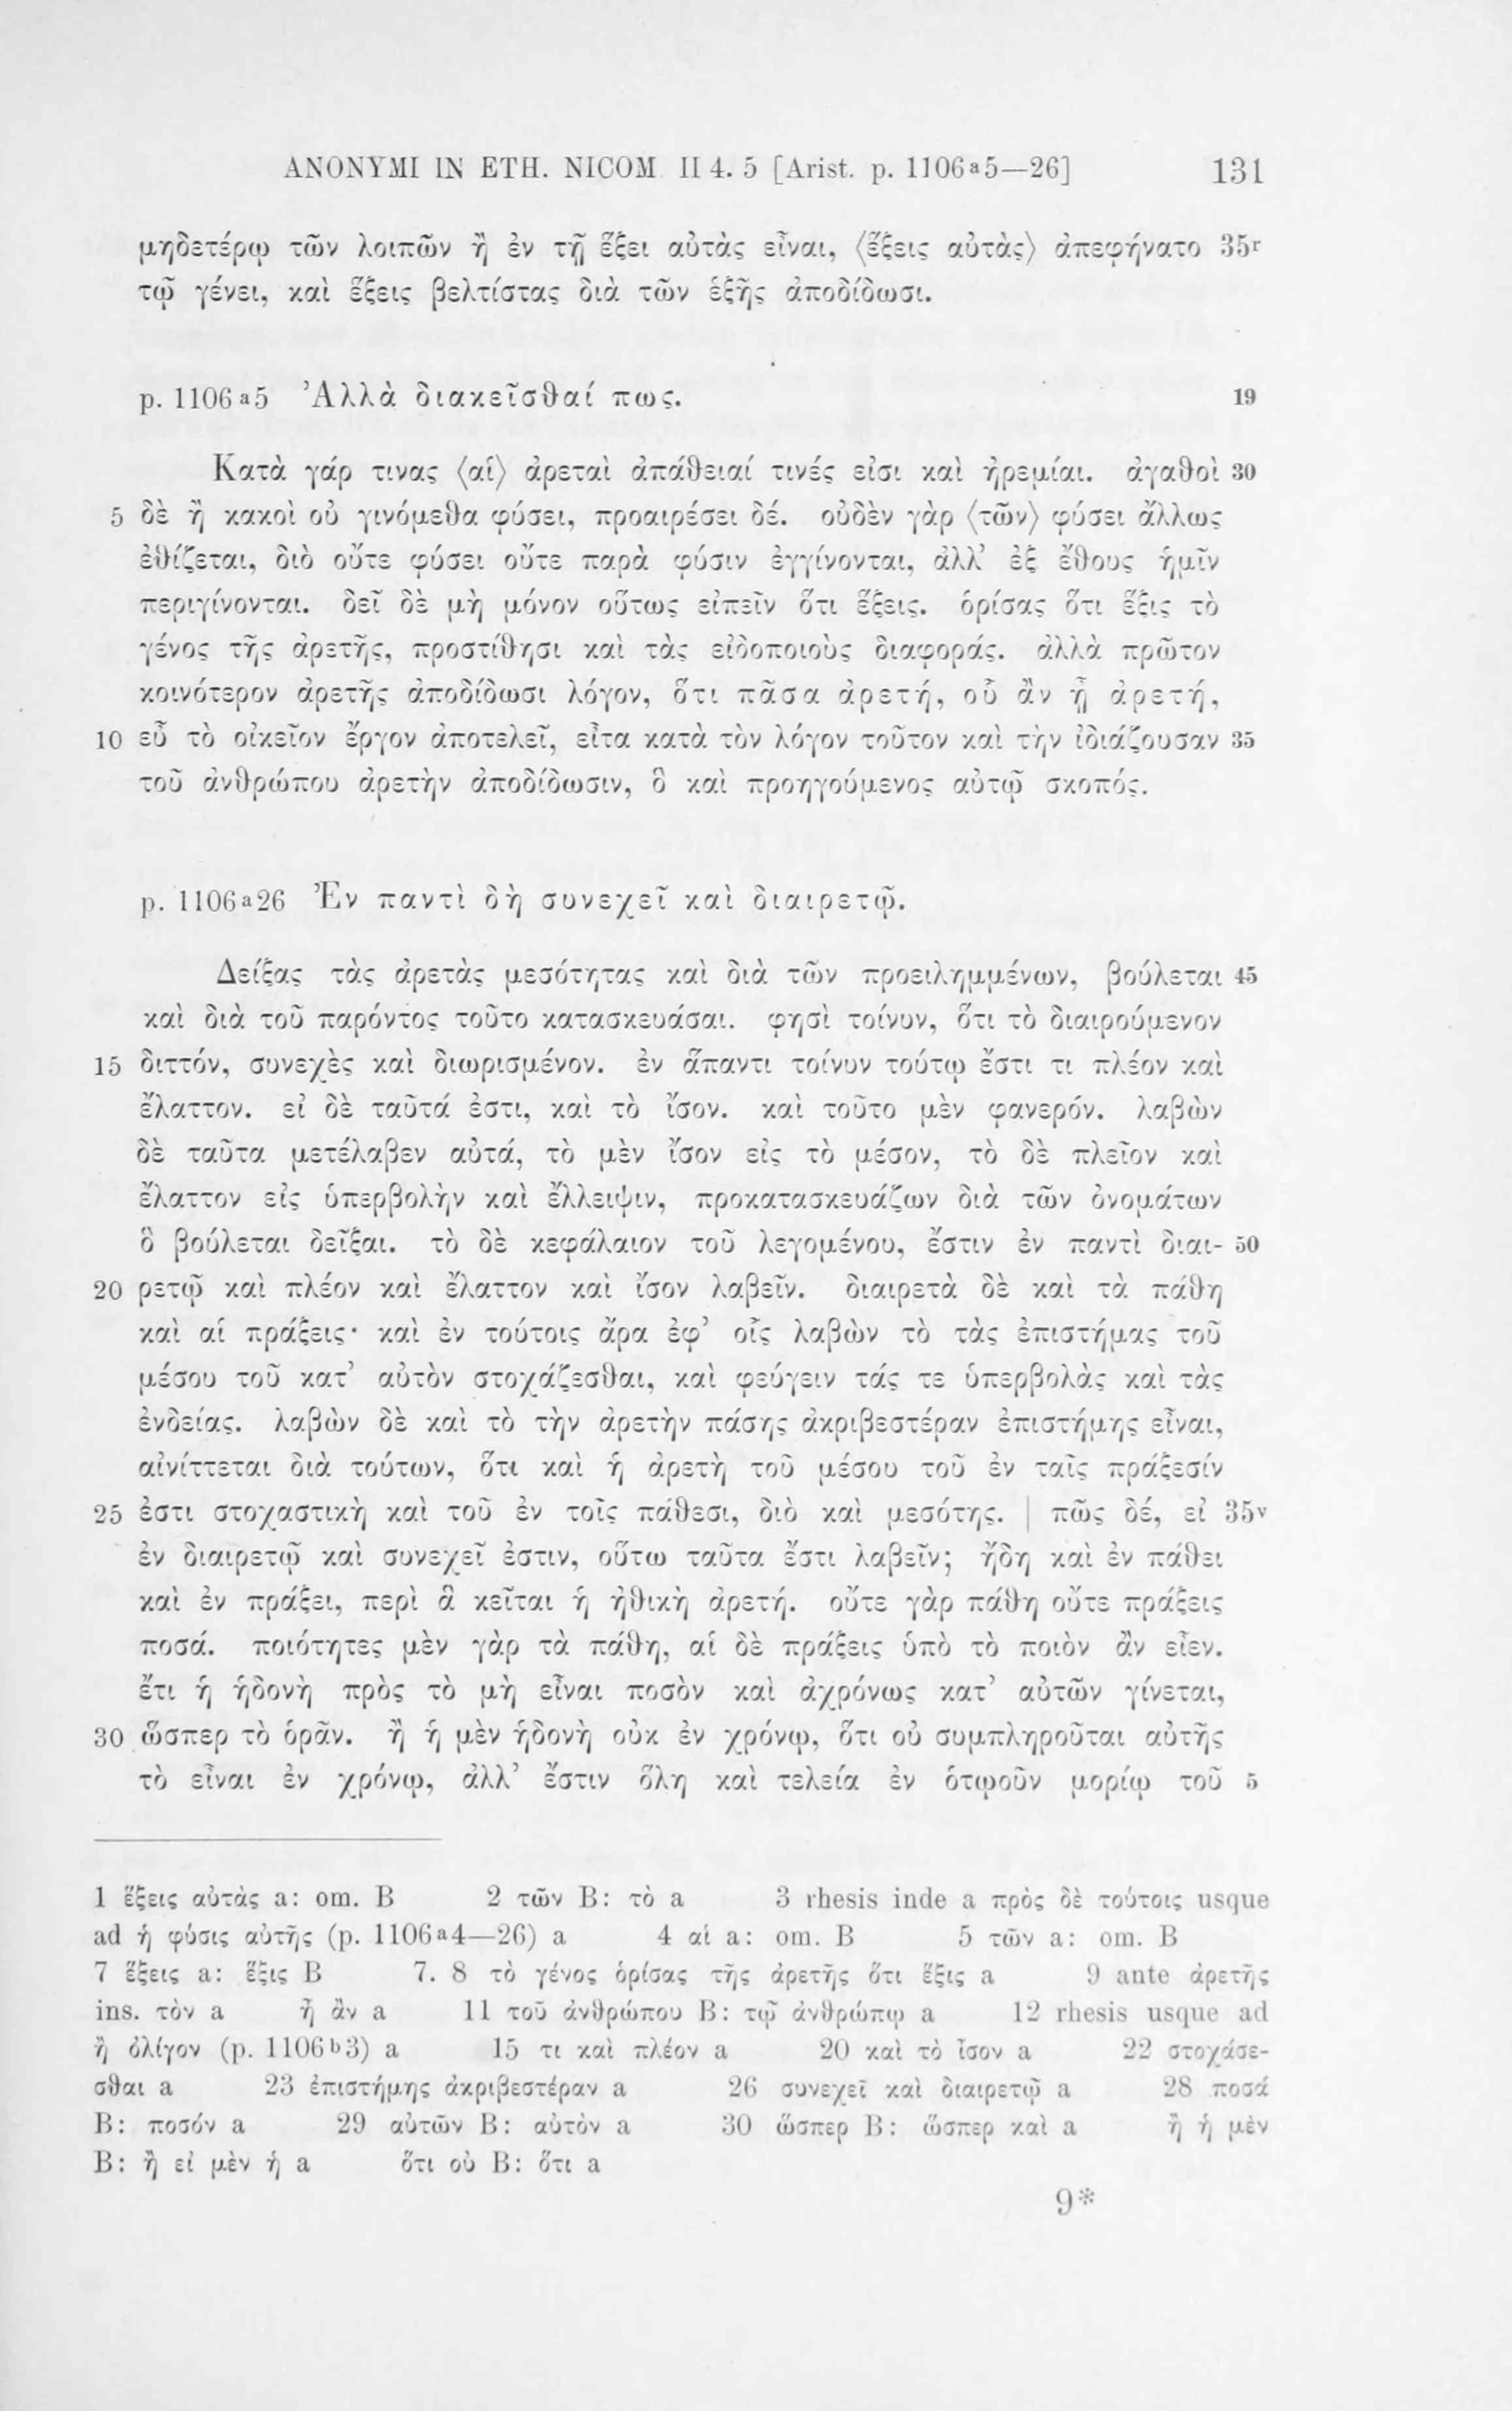 ANONYMI IN ETH. NICOM II 4. 5 [Arist. p. 1106ᵃ5—26] 131
μηδετέρῳ τῶν λοιπῶν ἢ ἐν τῇ ἕξει αὐτὰς εἶναι, ⟨ἕξεις αὐτὰς⟩ ἀπεφήνατο 35ʳ
τῷ γένει, καὶ ἕξεις βελτίστας διὰ τῶν ἑξῆς ἀποδίδωσι.
p. 1106ᵃ5 Ἀλλὰ διακεῖσθαί πως. 19
Κατὰ γάρ τινας ⟨αἱ⟩ ἀρεταὶ ἀπάθειαί τινές εἰσι καὶ ἠρεμίαι. ἀγαθοὶ 30
5 δὲ ἢ κακοὶ οὐ γινόμεθα φύσει, προαιρέσει δέ. οὐδὲν γὰρ ⟨τῶν⟩ φύσει ἄλλως
ἐθίζεται, διὸ οὔτε φύσει οὔτε παρὰ φύσιν ἐγγίνονται, ἀλλ’ ἐξ ἔθους ἡμῖν
περιγίνονται. δεῖ δὲ μὴ μόνον οὕτως εἰπεῖν ὅτι ἕξεις. ὁρίσας ὅτι ἕξις τὸ
γένος τῆς ἀρετῆς, προστίθησι καὶ τὰς εἰδοποιοὺς διαφοράς. ἀλλὰ πρῶτον
κοινότερον ἀρετῆς ἀποδίδωσι λόγον, ὅτι πᾶσα ἀρετή, οὗ ἂν ᾖ ἀρετή,
10 εὖ τὸ οἰκεῖον ἔργον ἀποτελεῖ, εἶτα κατὰ τὸν λόγον τοῦτον καὶ τὴν ἰδιάζουσαν 35
τοῦ ἀνθρώπου ἀρετὴν ἀποδίδωσιν, ὃ καὶ προηγούμενος αὐτῷ σκοπός.
p. 1106ᵃ26 Ἐν παντὶ δὴ συνεχεῖ καὶ διαιρετῷ.
Δείξας τὰς ἀρετὰς μεσότητας καὶ διὰ τῶν προειλημμένων, βούλεται 45
καὶ διὰ τοῦ παρόντος τοῦτο κατασκευάσαι. φησὶ τοίνυν, ὅτι τὸ διαιρούμενον
15 διττόν, συνεχὲς καὶ διωρισμένον. ἐν ἅπαντι τοίνυν τούτῳ ἔστι τι πλέον καὶ
ἔλαττον. εἰ δὲ ταῦτά ἐστι, καὶ τὸ ἴσον. καὶ τοῦτο μὲν φανερόν. λαβὼν
δὲ ταῦτα μετέλαβεν αὐτά, τὸ μὲν ἴσον εἰς τὸ μέσον, τὸ δὲ πλεῖον καὶ
ἔλαττον εἰς ὑπερβολὴν καὶ ἔλλειψιν, προκατασκευάζων διὰ τῶν ὀνομάτων
ὃ βούλεται δεῖξαι. τὸ δὲ κεφάλαιον τοῦ λεγομένου, ἔστιν ἐν παντὶ διαι- 50
20 ρετῷ καὶ πλέον καὶ ἔλαττον καὶ ἴσον λαβεῖν. διαιρετὰ δὲ καὶ τὰ πάθη
καὶ αἱ πράξεις· καὶ ἐν τούτοις ἄρα ἐφ’ οἷς λαβὼν τὸ τὰς ἐπιστήμας τοῦ
μέσου τοῦ κατ’ αὐτὸν στοχάζεσθαι, καὶ φεύγειν τάς τε ὑπερβολὰς καὶ τὰς
ἐνδείας. λαβὼν δὲ καὶ τὸ τὴν ἀρετὴν πάσης ἀκριβεστέραν ἐπιστήμης εἶναι,
αἰνίττεται διὰ τούτων, ὅτι καὶ ἡ ἀρετὴ τοῦ μέσου τοῦ ἐν ταῖς πράξεσίν
25 ἐστι στοχαστικὴ καὶ τοῦ ἐν τοῖς πάθεσι, διὸ καὶ μεσότης. | πῶς δέ, εἰ 35ᵛ
ἐν διαιρετῷ καὶ συνεχεῖ ἐστιν, οὕτω ταῦτα ἔστι λαβεῖν; ἤδη καὶ ἐν πάθει
καὶ ἐν πράξει, περὶ ἃ κεῖται ἡ ἠθικὴ ἀρετή. οὔτε γὰρ πάθη οὔτε πράξεις
ποσά. ποιότητες μὲν γὰρ τὰ πάθη, αἱ δὲ πράξεις ὑπὸ τὸ ποιὸν ἂν εἶεν.
ἔτι ἡ ἡδονὴ πρὸς τὸ μὴ εἶναι ποσὸν καὶ ἀχρόνως κατ’ αὐτῶν γίνεται,
30 ὥσπερ τὸ ὁρᾶν. ἢ ἡ μὲν ἡδονὴ οὐκ ἐν χρόνῳ, ὅτι οὐ συμπληροῦται αὐτῆς
τὸ εἶναι ἐν χρόνῳ, ἀλλ’ ἔστιν ὅλη καὶ τελεία ἐν ὁτῳοῦν μορίῳ τοῦ 5
1 ἕξεις αὐτὰς a: om. B 2 τῶν B: τὸ a 3 rhesis inde a πρὸς δὲ τούτοις usque
ad ἡ φύσις αὐτῆς (p. 1106ᵃ4—26) a 4 αἱ a: om. B 5 τῶν a: om. B
7 ἕξεις a: ἕξις B 7. 8 τὸ γένος ὁρίσας τῆς ἀρετῆς ὅτι ἕξις a 9 ante ἀρετῆς
ins. τὸν a ᾖ ἂν a 11 τοῦ ἀνθρώπου B: τῷ ἀνθρώπῳ a 12 rhesis usque ad
ἢ ὀλίγον (p. 1106ᵇ3) a 15 τι καὶ πλέον a 20 καὶ τὸ ἴσον a 22 στοχάσε-
σθαι a 23 ἐπιστήμης ἀκριβεστέραν a 26 συνεχεῖ καὶ διαιρετῷ a 28 ποσά
B: ποσόν a 29 αὐτῶν B: αὐτὸν a 30 ὥσπερ B: ὥσπερ καὶ a ἢ ἡ μὲν
B: ἢ εἰ μὲν ἡ a ὅτι οὐ B: ὅτι a
9*